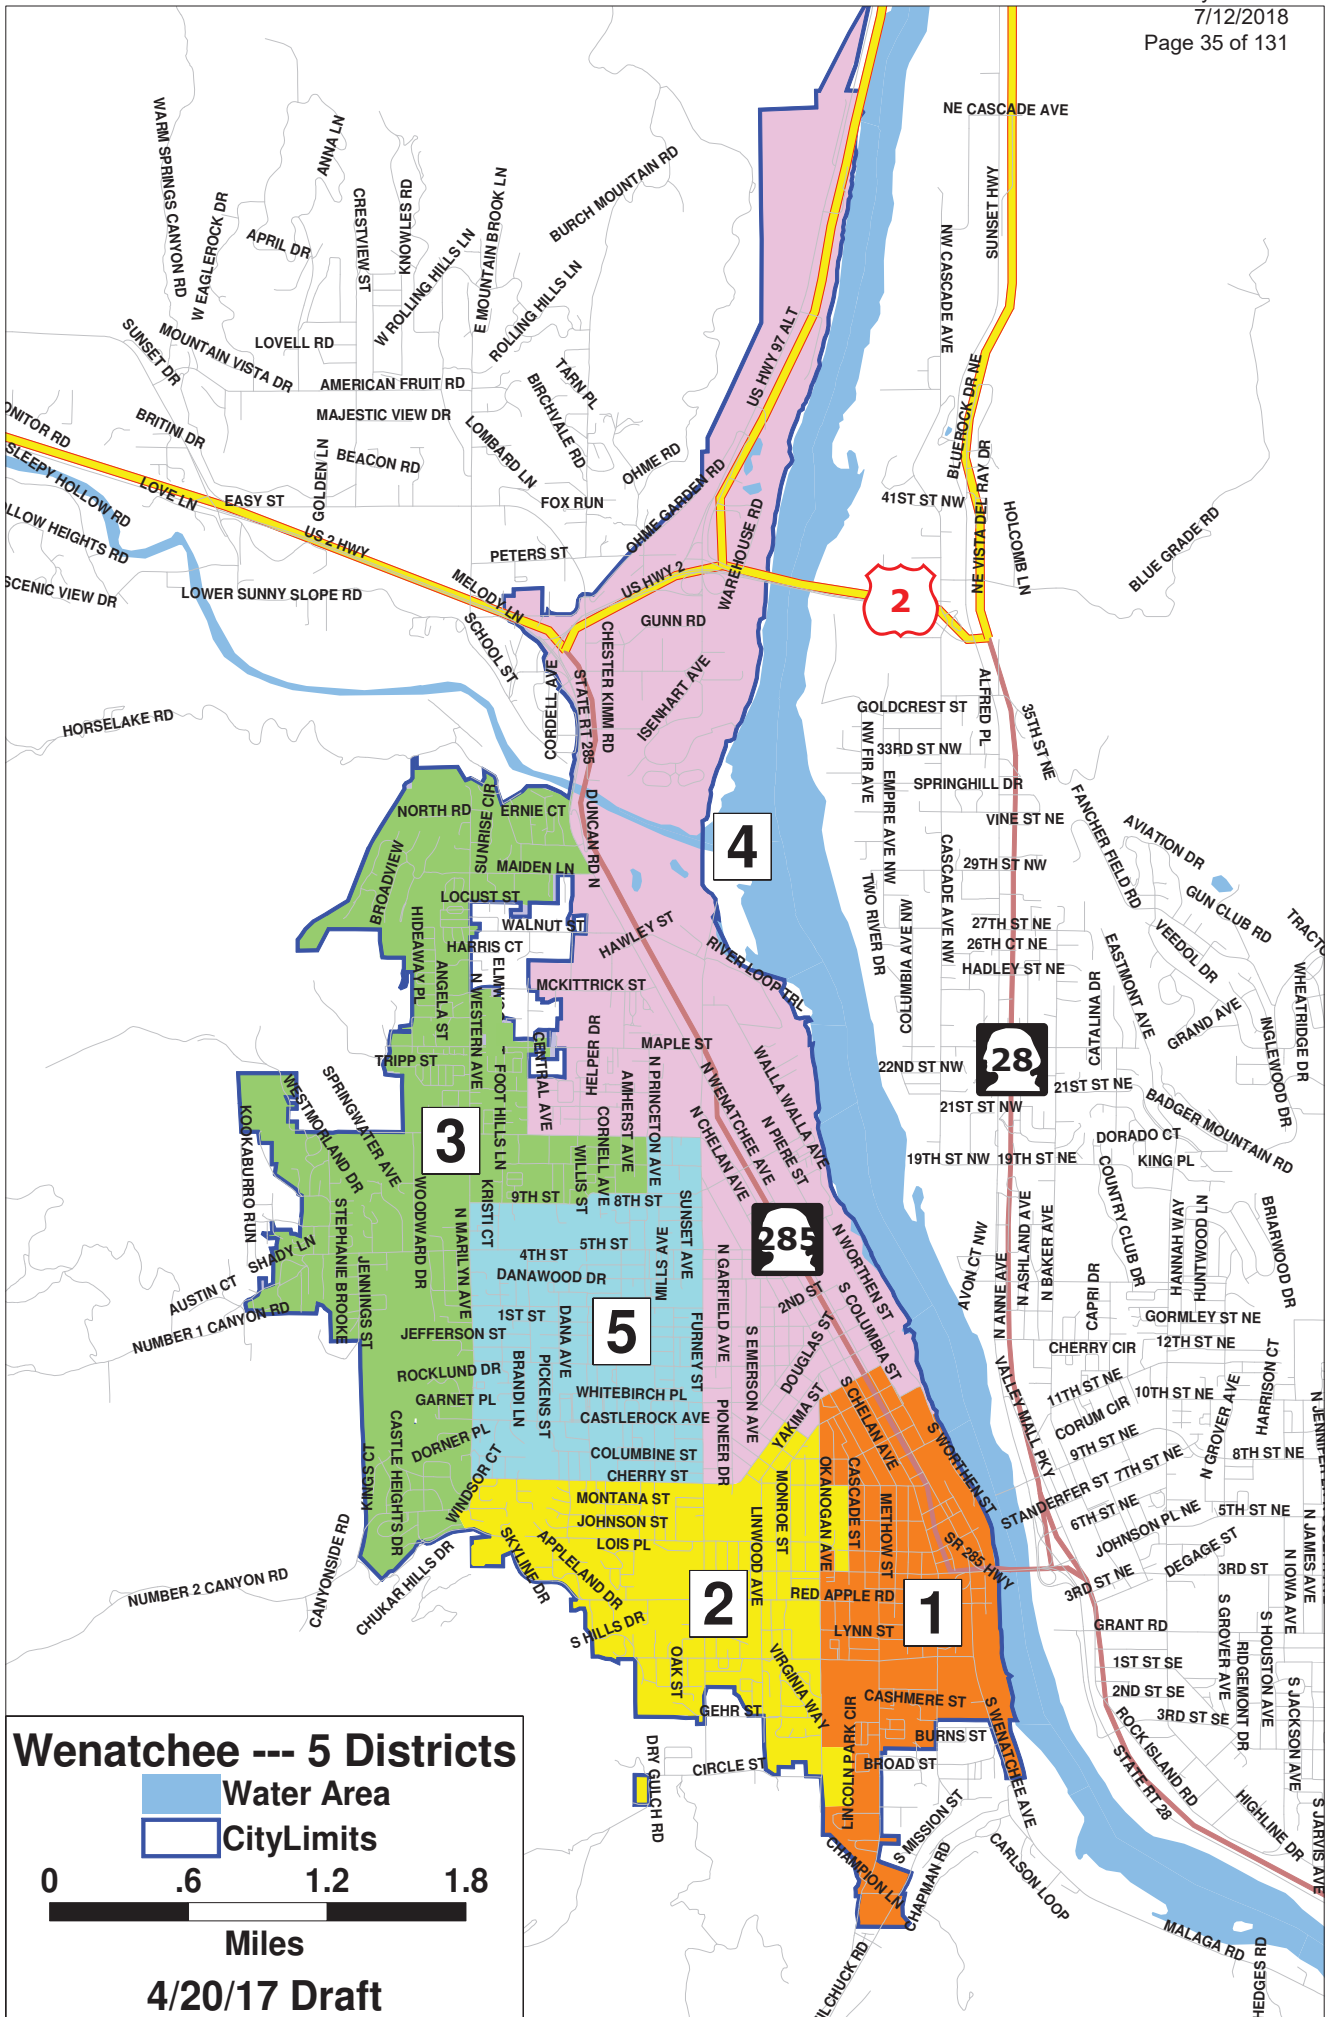 7/12/2018
Page 35 of 131
NE CASCADE AVE
WARM SPRINGS CANYON RD
ANNA LN
W EAGLEROCK DR
APRIL DR
CRESTVIEW ST
KNOWLES RD
W ROLLING HILLS LN
E MOUNTAIN BROOK LN
BURCH MOUNTAIN RD
ROLLING HILLS LN
SUNSET HWY
NW CASCADE AVE
SUNSET DR
MOUNTAIN VISTA DR
LOVELL RD
AMERICAN FRUIT RD
MAJESTIC VIEW DR
BRITINI DR
GOLDEN LN
BEACON RD
LOMBARD LN
BIRCHVALE RD
TARN PL
OHME RD
FOX RUN
US HWY 97 ALT
BLUEROCK DR NE
ONITOR RD
SLEEPY HOLLOW RD
LOVE LN
EASY ST
US 2 HWY
OHME GARDEN RD
WAREHOUSE RD
41ST ST NW
NE VISTA DEL RAY DR
HOLCOMB LN
BLUE GRADE RD
LLOW HEIGHTS RD
SCENIC VIEW DR
LOWER SUNNY SLOPE RD
PETERS ST
MELODY LN
US HWY 2
2
SCHOOL ST
GUNN RD
CORDELL AVE
STATE RT 285
CHESTER KIMM RD
ISENHART AVE
HORSELAKE RD
ALFRED PL
35TH ST NE
GOLDCREST ST
NW FIR AVE
33RD ST NW
EMPIRE AVE NW
SPRINGHILL DR
VINE ST NE
FANCHER FIELD RD
AVIATION DR
NORTH RD
SUNRISE CIR
ERNIE CT
DUNCAN RD N
4
CASCADE AVE NW
29TH ST NW
GUN CLUB RD
BROADVIEW
MAIDEN LN
LOCUST ST
WALNUT ST
HARRIS CT
HAWLEY ST
RIVER LOOP TRL
TWO RIVER DR
COLUMBIA AVE NW
27TH ST NE
26TH CT NE
HADLEY ST NE
EASTMONT AVE
VEEDOL DR
TRACTO
HIDEAWAY PL
ANGELA ST
N WESTERN AVE
MCKITTRICK ST
CATALINA DR
GRAND AVE
WHEATRIDGE DR
INGLEWOOD DR
TRIPP ST
CENTRAL AVE
HELPER DR
MAPLE ST
22ND ST NW
28
21ST ST NE
21ST ST NW
BADGER MOUNTAIN RD
KOOKABURRO RUN
WESTMORLAND DR
SPRINGWATER AVE
3
FOOT HILLS LN
AMHERST AVE
CORNELL AVE
N PRINCETON AVE
N WENATCHEE AVE
N CHELAN AVE
WALLA WALLA AVE
N PIERE ST
DORADO CT
KING PL
19TH ST NW
19TH ST NE
COUNTRY CLUB DR
STEPHANIE BROOKE
WOODWARD DR
KRISTI CT
9TH ST
WILLIS ST
8TH ST
SUNSET AVE
285
HANNAH WAY
HUNTWOOD LN
BRIARWOOD DR
SHADY LN
AUSTIN CT
JENNINGS ST
N MARILYN AVE
5TH ST
4TH ST
DANAWOOD DR
MILLS AVE
N GARFIELD AVE
N WORTHEN ST
2ND ST
S COLUMBIA ST
AVON CT NW
N ANNE AVE
N ASHLAND AVE
N BAKER AVE
CAPRI DR
NUMBER 1 CANYON RD
JEFFERSON ST
1ST ST
DANA AVE
5
FURNEY ST
S EMERSON AVE
DOUGLAS ST
GORMLEY ST NE
12TH ST NE
CHERRY CIR
ROCKLUND DR
GARNET PL
BRANDI LN
PICKENS ST
WHITEBIRCH PL
CASTLEROCK AVE
PIONEER DR
YAKIMA ST
S CHELAN AVE
VALLEY MALL PKY
11TH ST NE
10TH ST NE
CORUM CIR
9TH ST NE
N GROVER AVE
HARRISON CT
CASTLE HEIGHTS DR
KINGS CT
DORNER PL
WINDSOR CT
COLUMBINE ST
CHERRY ST
S WORTHEN ST
8TH ST NE
7TH ST NE
STANDERFER ST
MONTANA ST
JOHNSON ST
LOIS PL
LINWOOD AVE
MONROE ST
OKANOGAN AVE
CASCADE ST
METHOW ST
SR 285 HWY
6TH ST NE
JOHNSON PL NE
5TH ST NE
N JAMES AVE
CANYONSIDE RD
CHUKAR HILLS DR
NUMBER 2 CANYON RD
SKYLINE DR
APPLELAND DR
S HILLS DR
2
RED APPLE RD
LYNN ST
1
3RD ST NE
DEGAGE ST
3RD ST
N IOWA AVE
GRANT RD
OAK ST
GEHR ST
VIRGINIA WAY
CASHMERE ST
BURNS ST
BROAD ST
S WENATCHEE AVE
1ST ST SE
2ND ST SE
3RD ST SE
S GROVER AVE
RIDGEMONT DR
S HOUSTON AVE
S JACKSON AVE
ROCK ISLAND RD
STATE RT 28
HIGHLINE DR
S JARVIS AVE
DRY GULCH RD
CIRCLE ST
LINCOLN PARK CIR
S MISSION ST
CHAMPION LN
CHAPMAN RD
CARLSON LOOP
MALAGA RD
HEDGES RD
Wenatchee --- 5 Districts
Water Area
CityLimits
0 .6 1.2 1.8
Miles
4/20/17 Draft